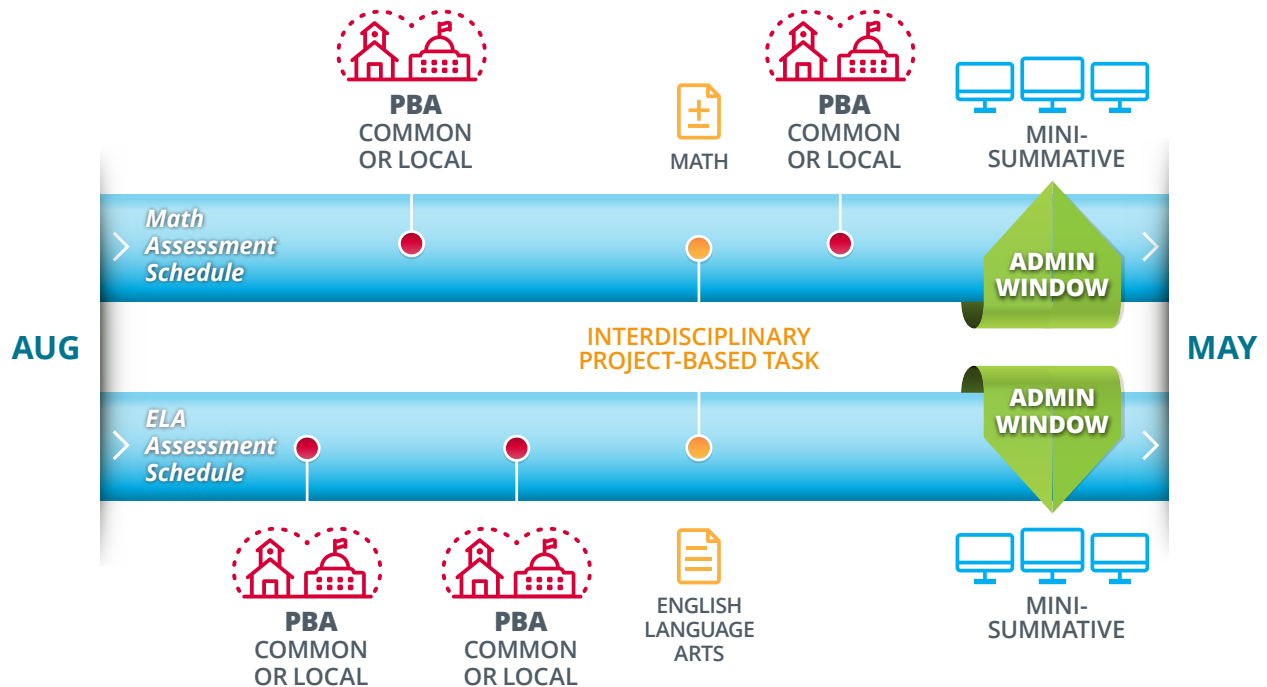 PBA
COMMON
OR LOCAL
MATH
PBA
COMMON
OR LOCAL
MINI-
SUMMATIVE
Math
Assessment
Schedule
ADMIN
WINDOW
AUG
INTERDISCIPLINARY
PROJECT-BASED TASK
MAY
ELA
Assessment
Schedule
ADMIN
WINDOW
PBA
COMMON
OR LOCAL
PBA
COMMON
OR LOCAL
ENGLISH
LANGUAGE
ARTS
MINI-
SUMMATIVE